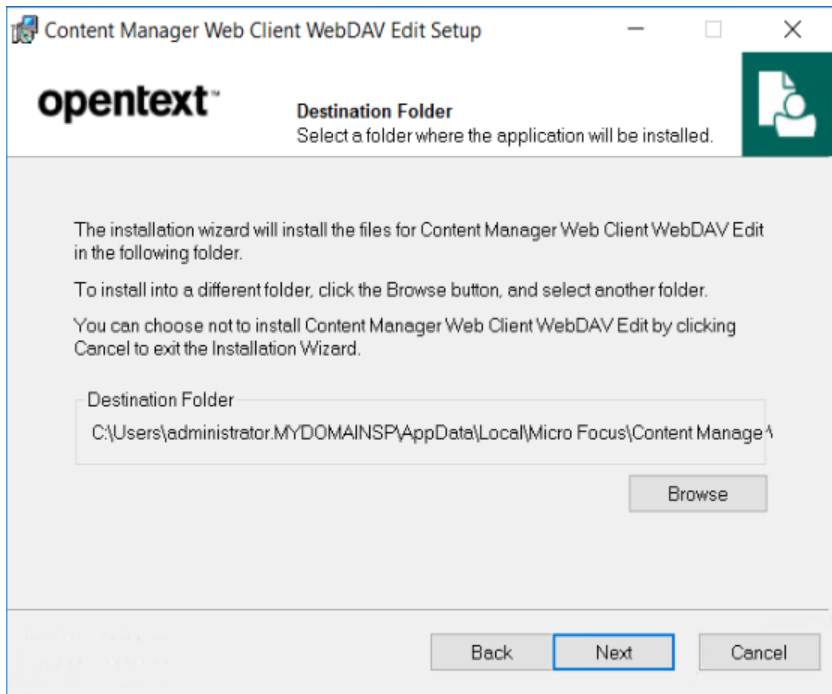 Content Manager Web Client WebDAV Edit Setup
opentext™
Destination Folder
Select a folder where the application will be installed.
The installation wizard will install the files for Content Manager Web Client WebDAV Edit
in the following folder.
To install into a different folder, click the Browse button, and select another folder.
You can choose not to install Content Manager Web Client WebDAV Edit by clicking
Cancel to exit the Installation Wizard.
Destination Folder
C:\Users\administrator.MYDOMAINSP\AppData\Local\Micro Focus\Content Manage
Browse
Back
Next
Cancel